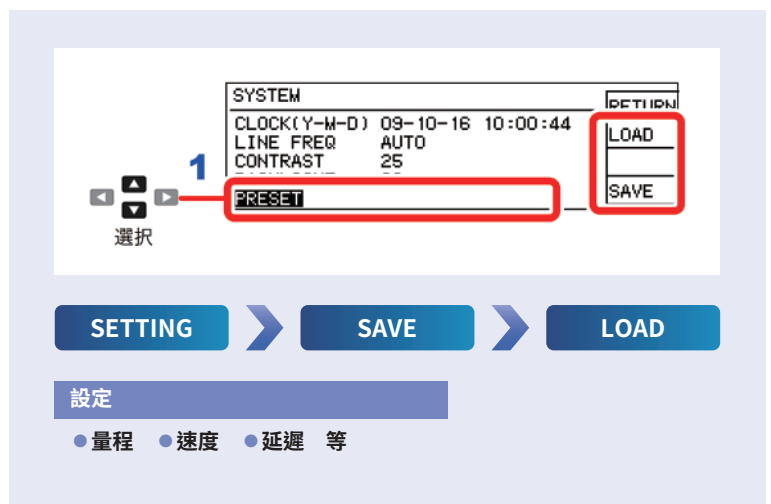 SYSTEM
RETURN
CLOCK(Y-M-D) 09-10-16 10:00:44
LOAD
LINE FREQ AUTO
CONTRAST 25
1
PRESET
SAVE
選択
SETTING SAVE LOAD
設定
●量程 ●速度 ●延遲 等